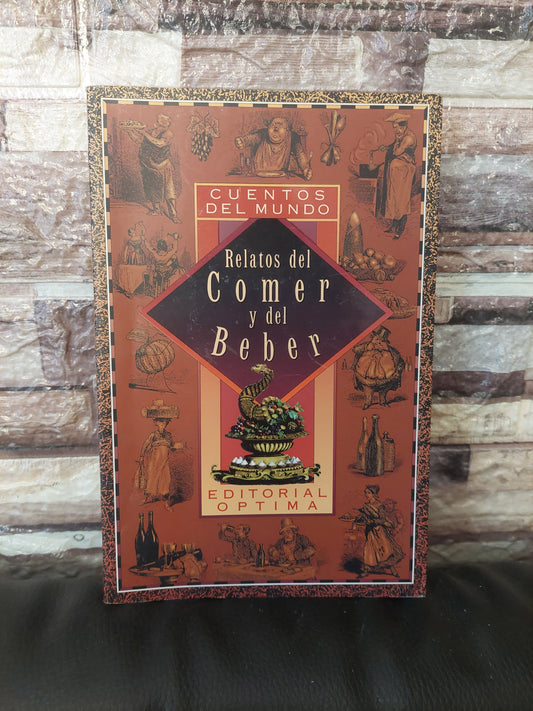 CUENTOS
DEL MUNDO
Relatos del
Comer
y del
Beber
EDITORIAL
OPTIMA